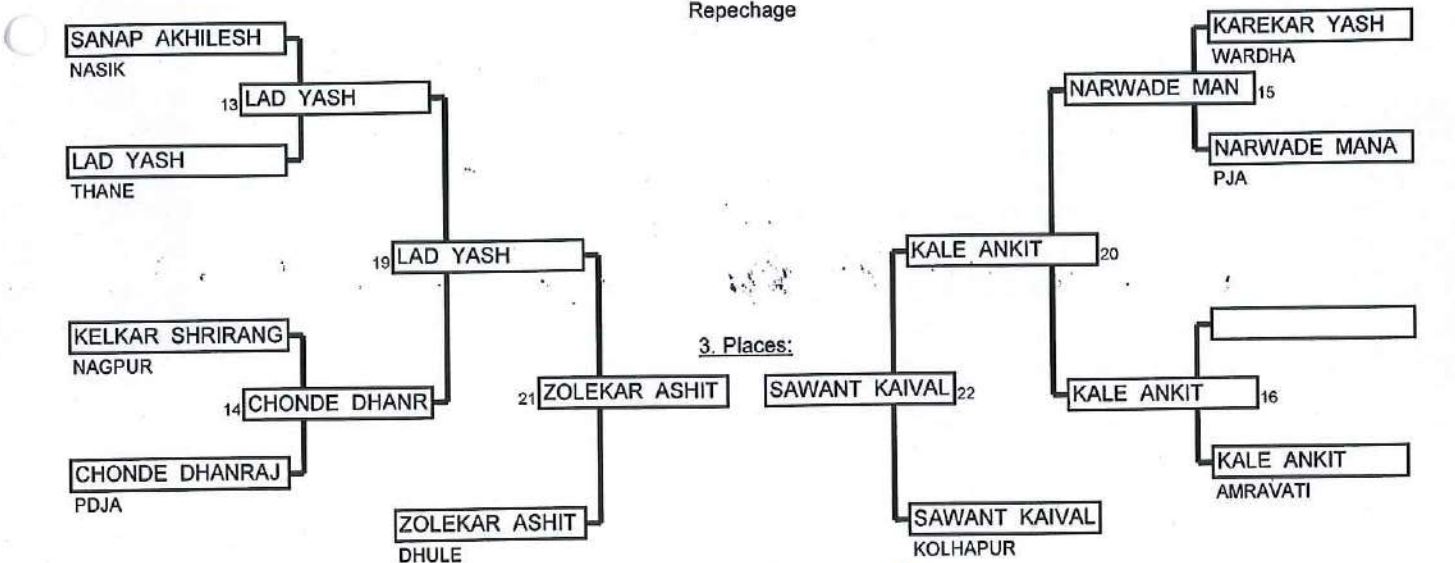 Repechage
SANAP AKHILESH
NASIK
13 LAD YASH
LAD YASH
THANE
19 LAD YASH
KELKAR SHRIRANG
NAGPUR
14 CHONDE DHANR
CHONDE DHANRAJ
PDJA
21 ZOLEKAR ASHIT
ZOLEKAR ASHIT
DHULE
3. Places:
KAREKAR YASH
WARDHA
NARWADE MAN 15
NARWADE MANA
PJA
KALE ANKIT 20
SAWANT KAIVAL 22
KALE ANKIT 16
KALE ANKIT
AMRAVATI
SAWANT KAIVAL
KOLHAPUR